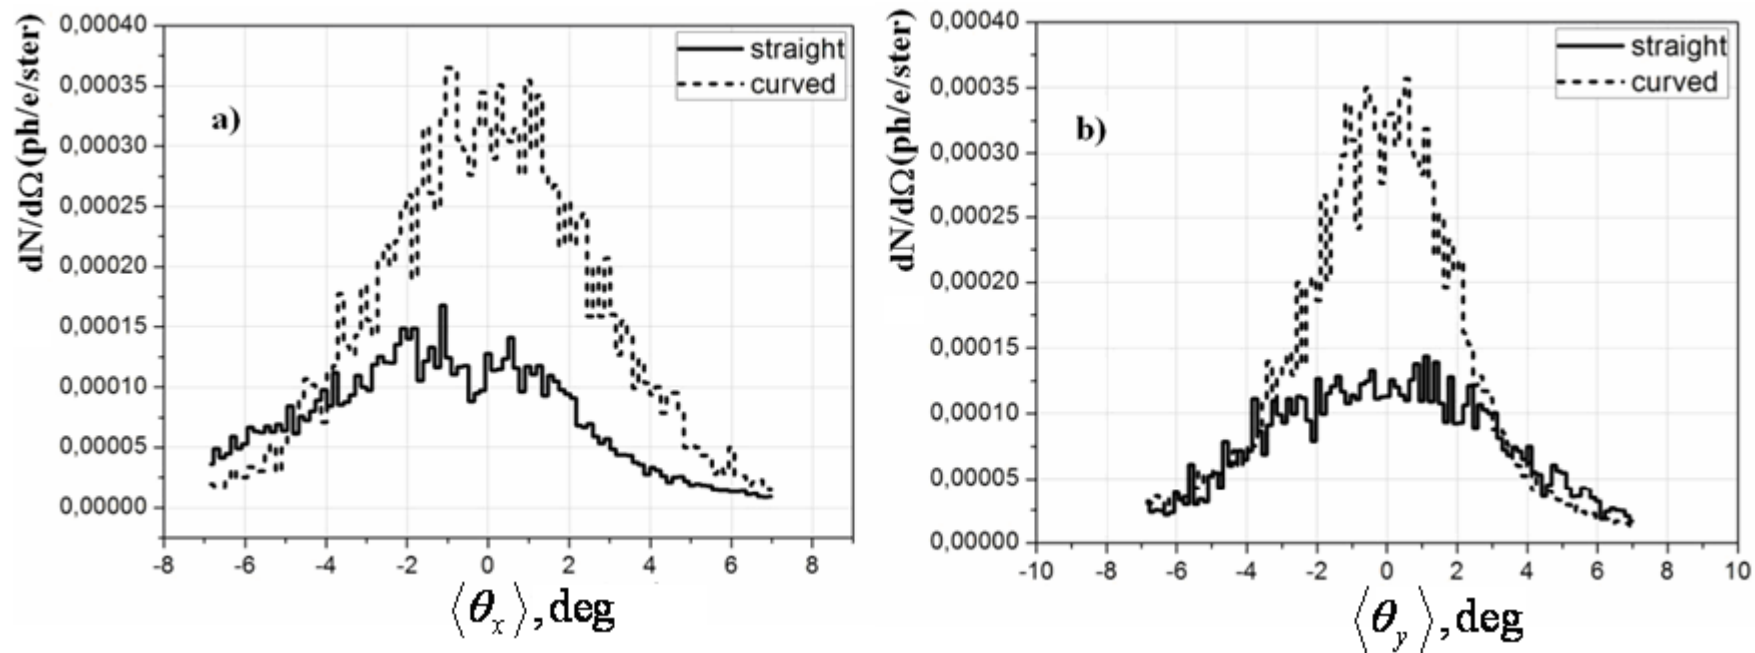 dN/dΩ(ph/e/ster)
0,00040
0,00035
0,00030
0,00025
0,00020
0,00015
0,00010
0,00005
0,00000
a)
straight
curved
-8 -6 -4 -2 0 2 4 6 8
⟨θx⟩, deg
dN/dΩ(ph/e/ster)
0,00040
0,00035
0,00030
0,00025
0,00020
0,00015
0,00010
0,00005
0,00000
b)
straight
curved
-10 -8 -6 -4 -2 0 2 4 6 8 10
⟨θy⟩, deg